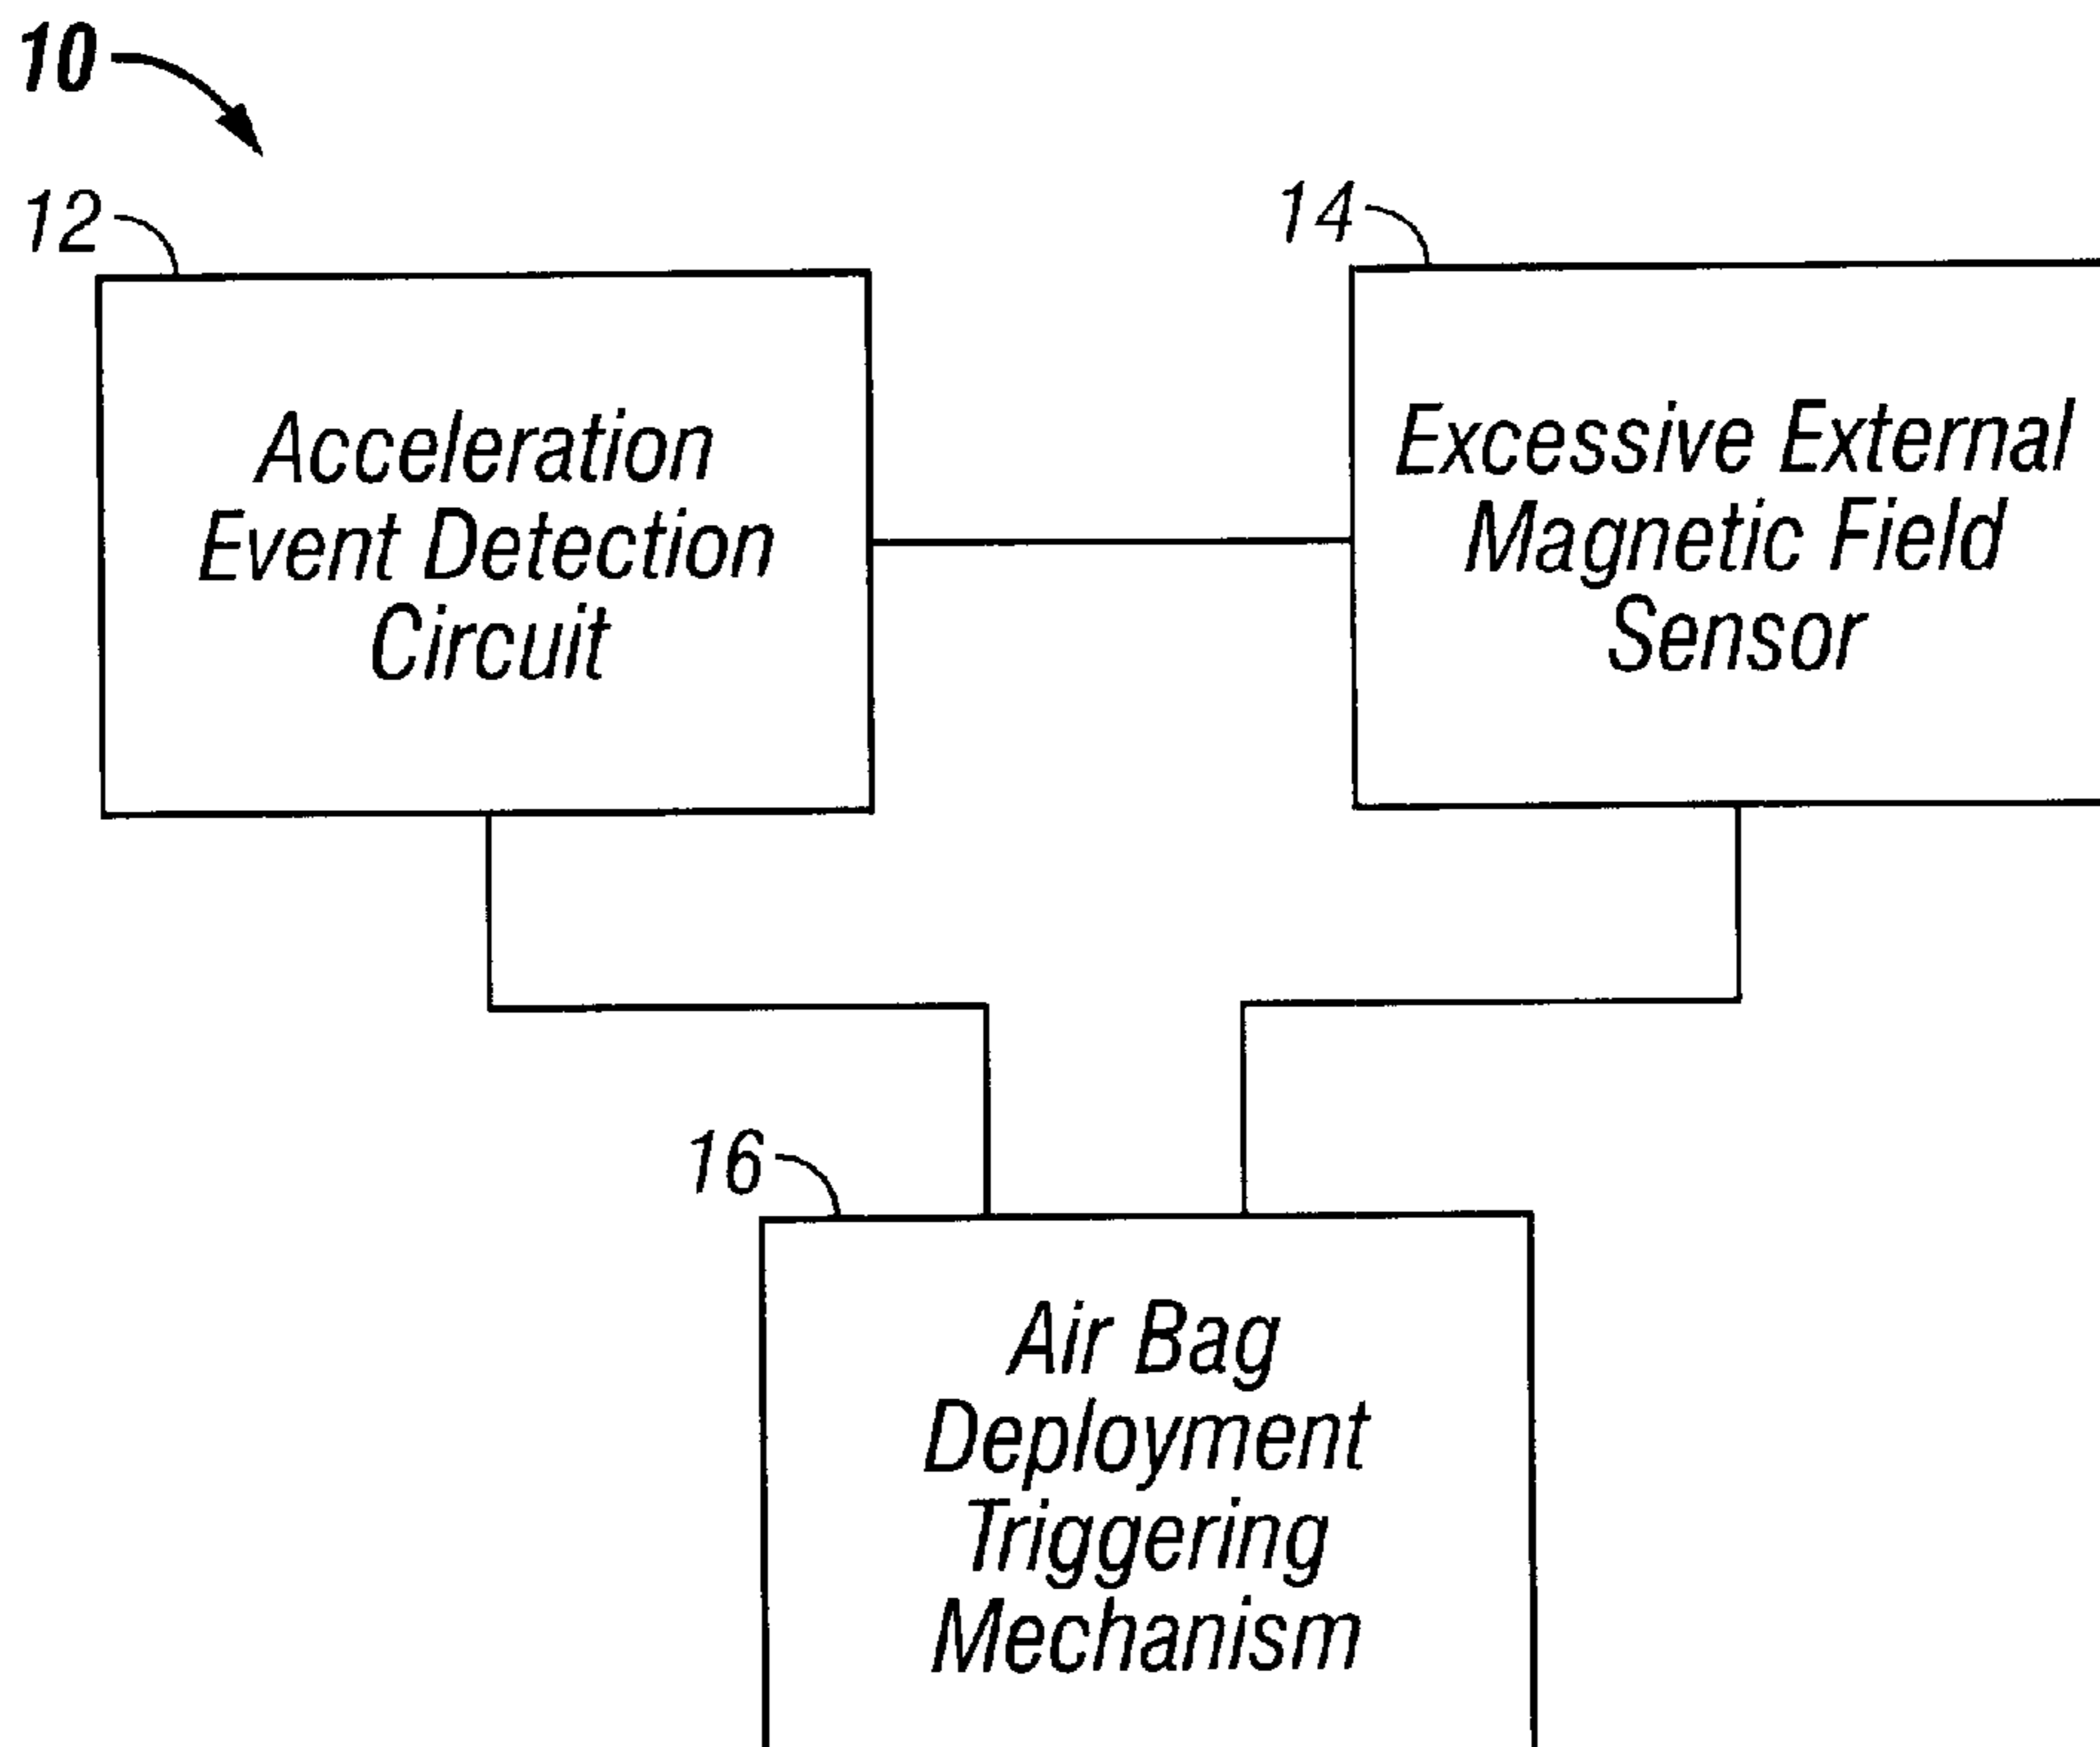 10
12
14
Acceleration
Event Detection
Circuit
Excessive External
Magnetic Field
Sensor
16
Air Bag
Deployment
Triggering
Mechanism